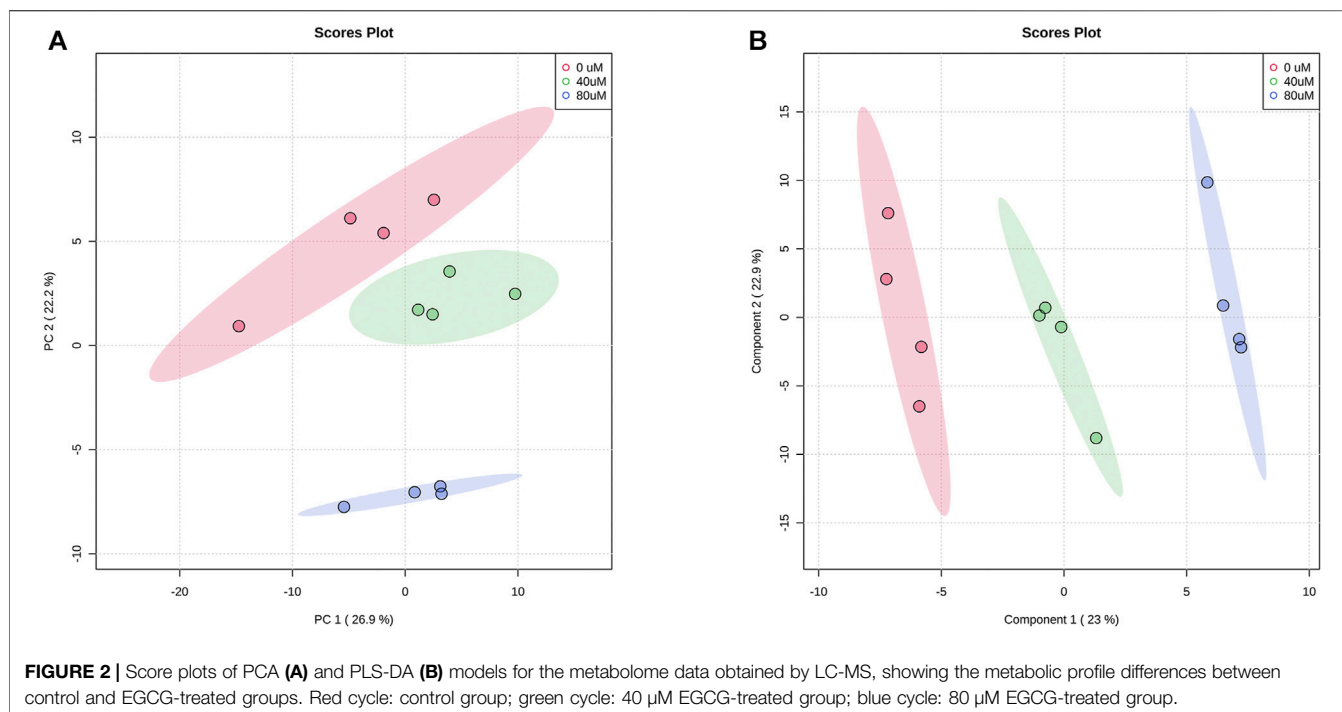 A
Scores Plot
0 uM
40uM
80uM
10
5
0
-5
-10
PC 2 ( 22.2 %)
-20
-10
0
10
PC 1 ( 26.9 %)
B
Scores Plot
0 uM
40uM
80uM
15
10
5
0
-5
-10
-15
Component 2 ( 22.9 %)
-10
-5
0
5
10
Component 1 ( 23 %)
FIGURE 2 | Score plots of PCA (A) and PLS-DA (B) models for the metabolome data obtained by LC-MS, showing the metabolic profile differences between
control and EGCG-treated groups. Red cycle: control group; green cycle: 40 μM EGCG-treated group; blue cycle: 80 μM EGCG-treated group.